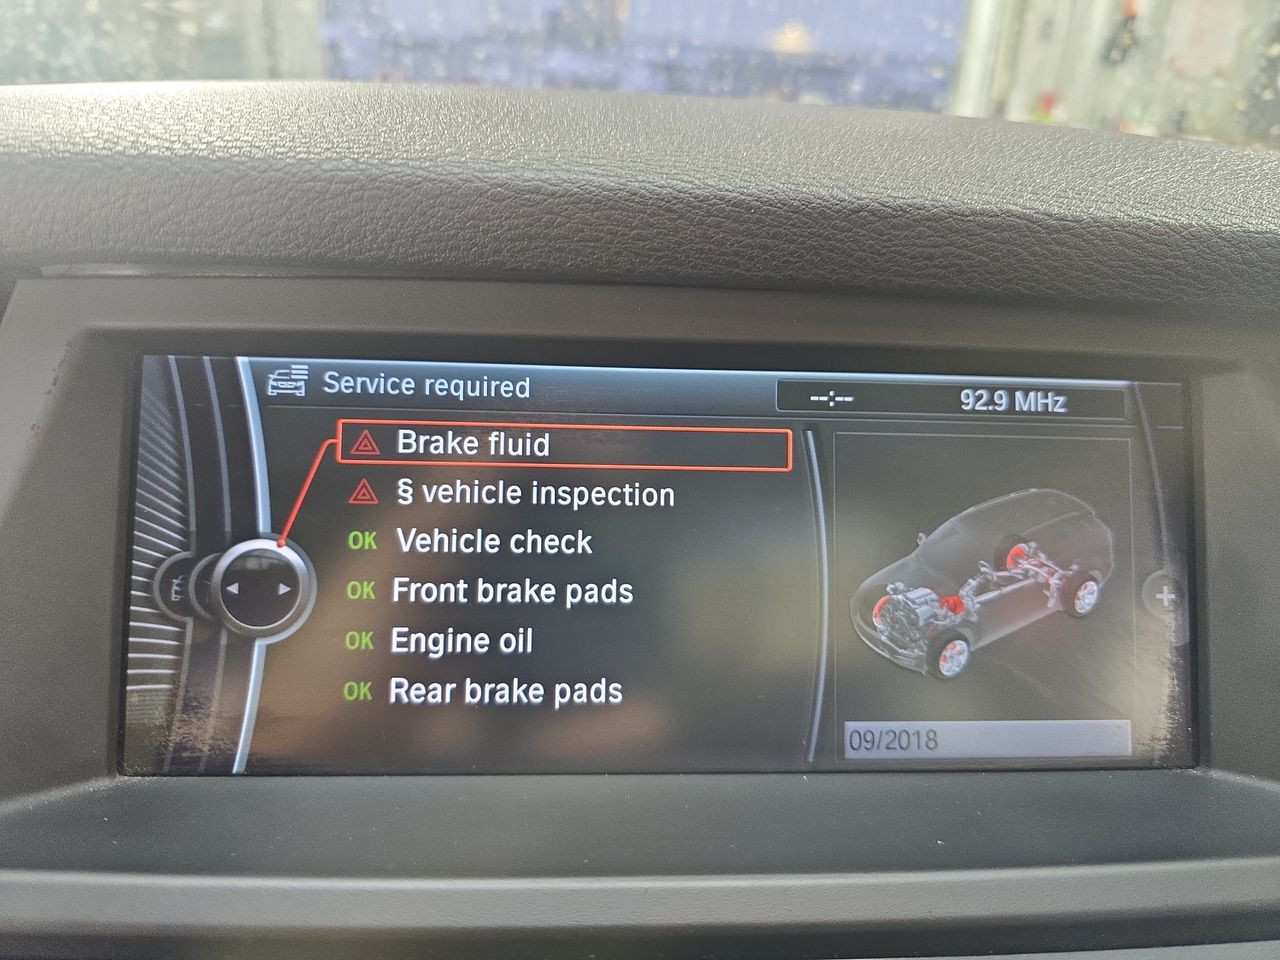 Service required
--:--
92.9 MHz
Brake fluid
§ vehicle inspection
OK Vehicle check
OK Front brake pads
OK Engine oil
OK Rear brake pads
09/2018